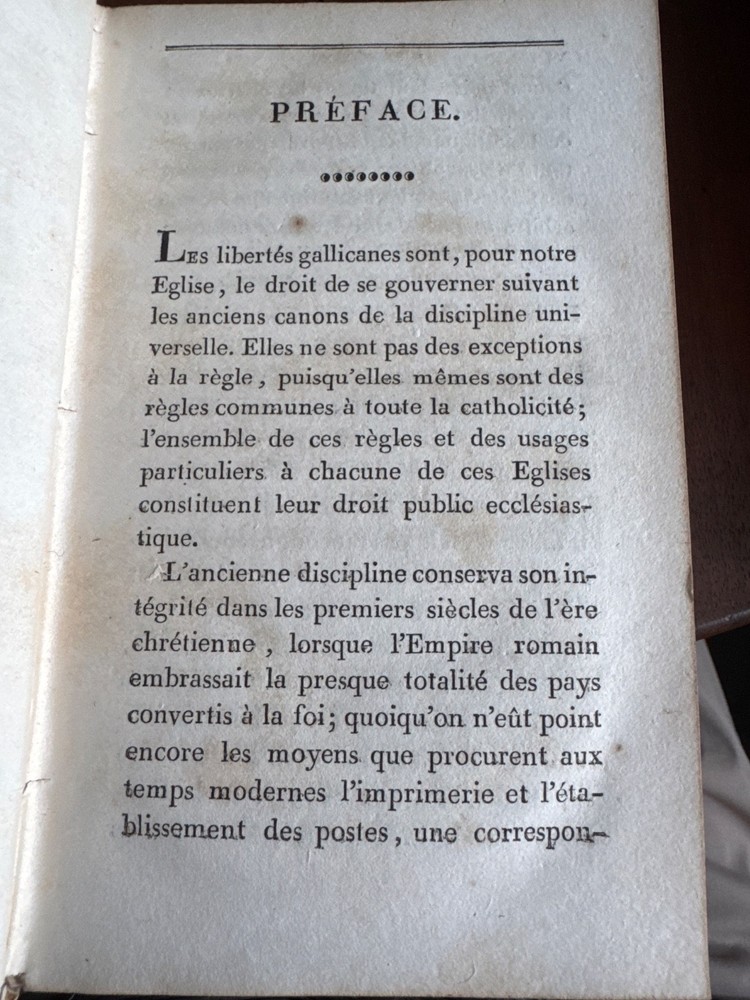 PRÉFACE.
LES libertés gallicanes sont, pour notre
Eglise, le droit de se gouverner suivant
les anciens canons de la discipline uni-
verselle. Elles ne sont pas des exceptions
à la règle, puisqu'elles mêmes sont des
règles communes à toute la catholicité;
l'ensemble de ces règles et des usages
particuliers à chacune de ces Eglises
constituent leur droit public ecclésias-
tique.
L'ancienne discipline conserva son in-
tégrité dans les premiers siècles de l'ère
chrétienne, lorsque l'Empire romain
embrassait la presque totalité des pays
convertis à la foi; quoiqu'on n'eût point
encore les moyens que procurent aux
temps modernes l'imprimerie et l'éta-
blissement des postes, une correspon-